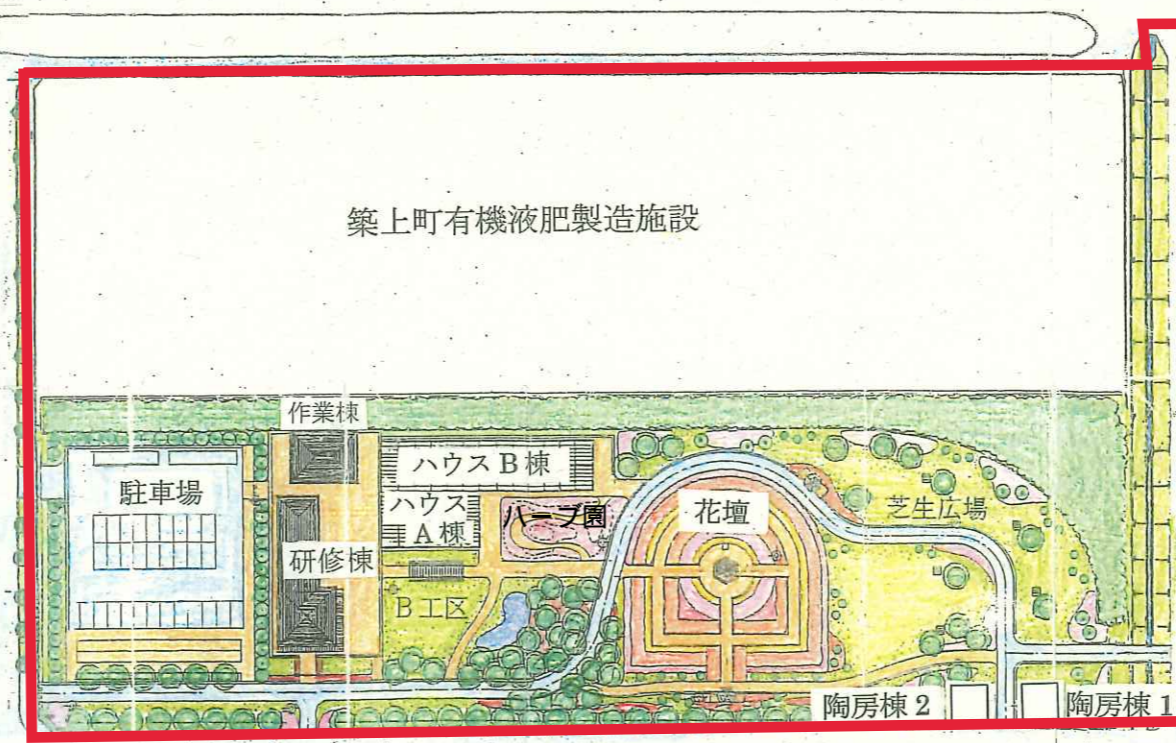 築上町有機液肥製造施設
作業棟
ハウスB棟
駐車場
ハウス
A棟
ハーブ園
花壇
芝生広場
研修棟
B工区
陶房棟2
陶房棟1